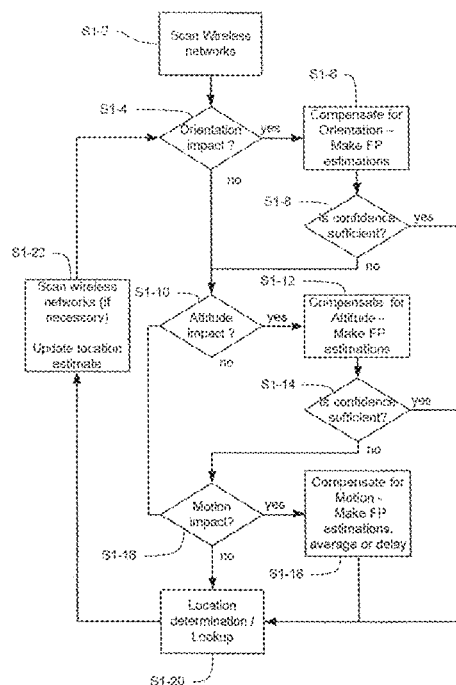 S1-2
Scan Wireless
networks
S1-4
Orientation
impact ?
yes
no
S1-6
Compensate for
Orientation –
Make FP
estimations
S1-8
Is confidence
sufficient?
yes
no
S1-22
Scan wireless
networks (if
necessary)
Update location
estimate
S1-10
Attitude
impact ?
yes
no
S1-12
Compensate for
Attitude –
Make FP
estimations
S1-14
Is confidence
sufficient?
yes
no
Motion
impact?
yes
no
S1-16
Compensate for
Motion –
Make FP
estimations,
average or delay
S1-18
Location
determination /
Lookup
S1-20